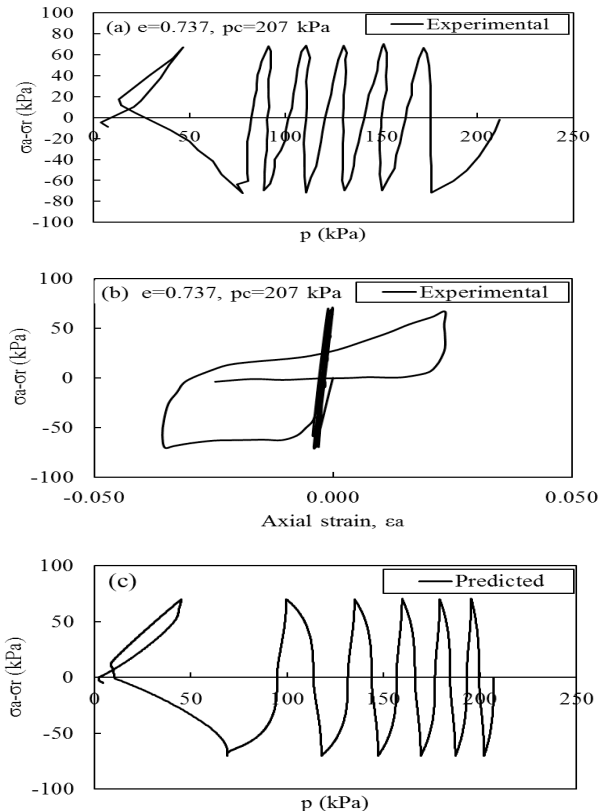 (a) e=0.737, pc=207 kPa
Experimental
σa-σr (kPa)
100
80
60
40
20
0
-20
-40
-60
-80
-100
0 50 100 150 200 250
p (kPa)
(b) e=0.737, pc=207 kPa
Experimental
σa-σr (kPa)
100
50
0
-50
-100
-0.050 0.000 0.050
Axial strain, εa
(c)
Predicted
σa-σr (kPa)
100
50
0
-50
-100
0 50 100 150 200 250
p (kPa)